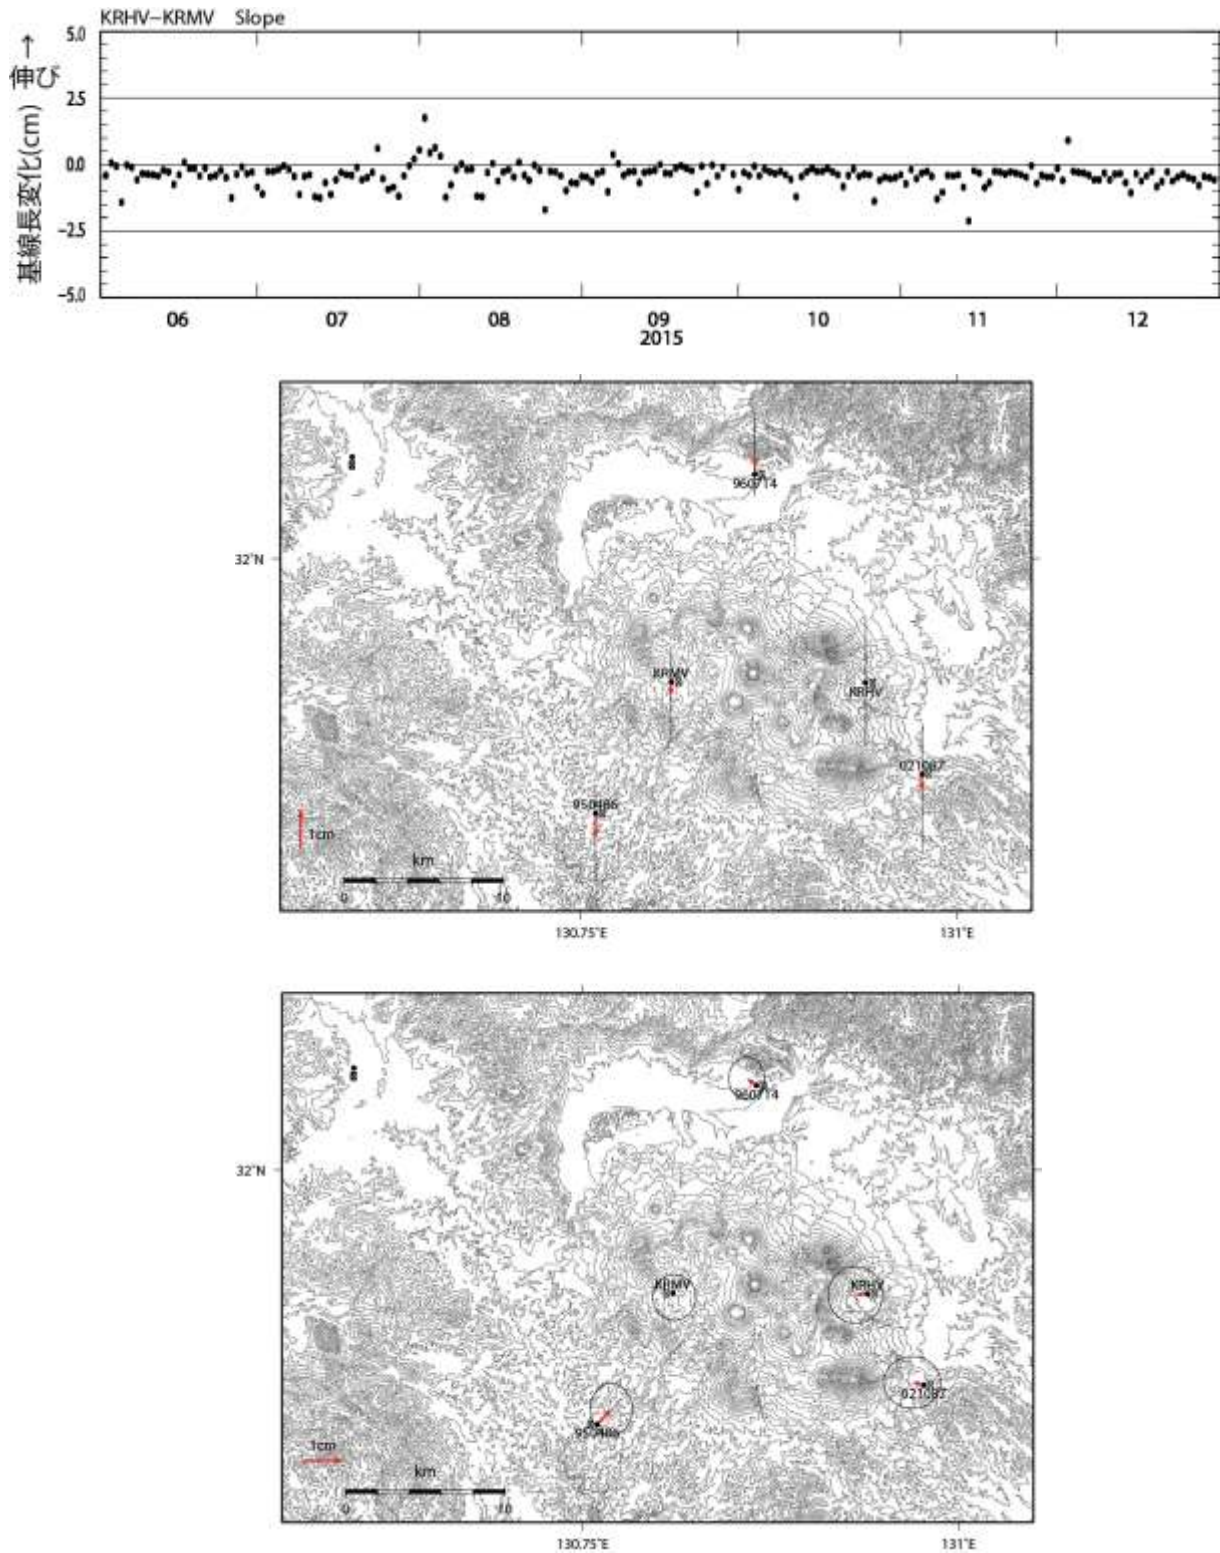 KRHV−KRMV Slope
基線長変化(cm) 伸び →
5.0
2.5
0.0
−2.5
−5.0
06 07 08 09 10 11 12
2015
960714
32°N
KRMV
KRHV
021087
950486
1cm
km
0 10
130.75°E 131°E
960714
32°N
KRMV
KRHV
021087
950486
1cm
km
0 10
130.75°E 131°E